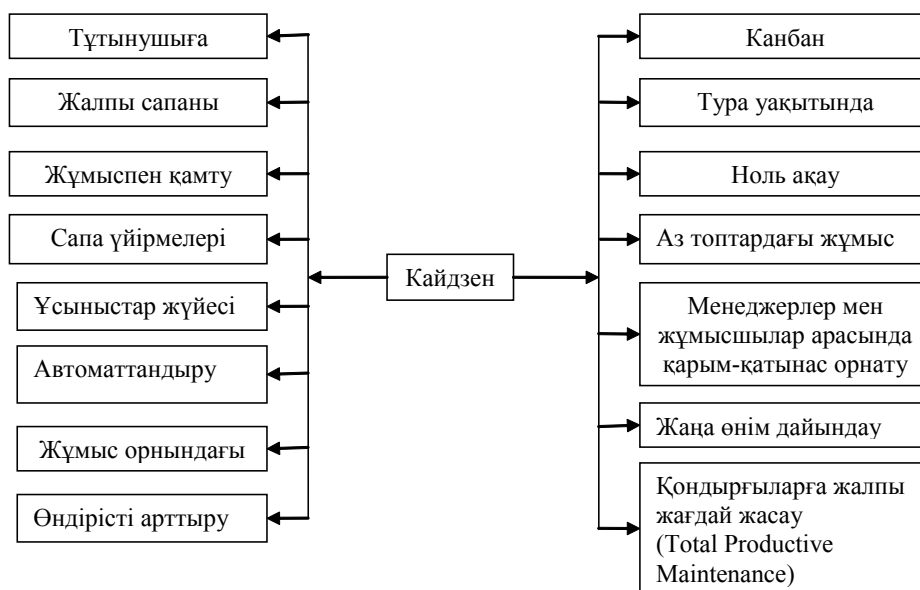 Тұтынушыға
Жалпы сапаны
Жұмыспен қамту
Сапа үйірмелері
Ұсыныстар жүйесі
Автоматтандыру
Жұмыс орнындағы
Өндірісті арттыру
Кайдзен
Канбан
Тура уақытында
Ноль ақау
Аз топтардағы жұмыс
Менеджерлер мен
жұмысшылар арасында
қарым-қатынас орнату
Жаңа өнім дайындау
Қондырғыларға жалпы
жағдай жасау
(Total Productive
Maintenance)